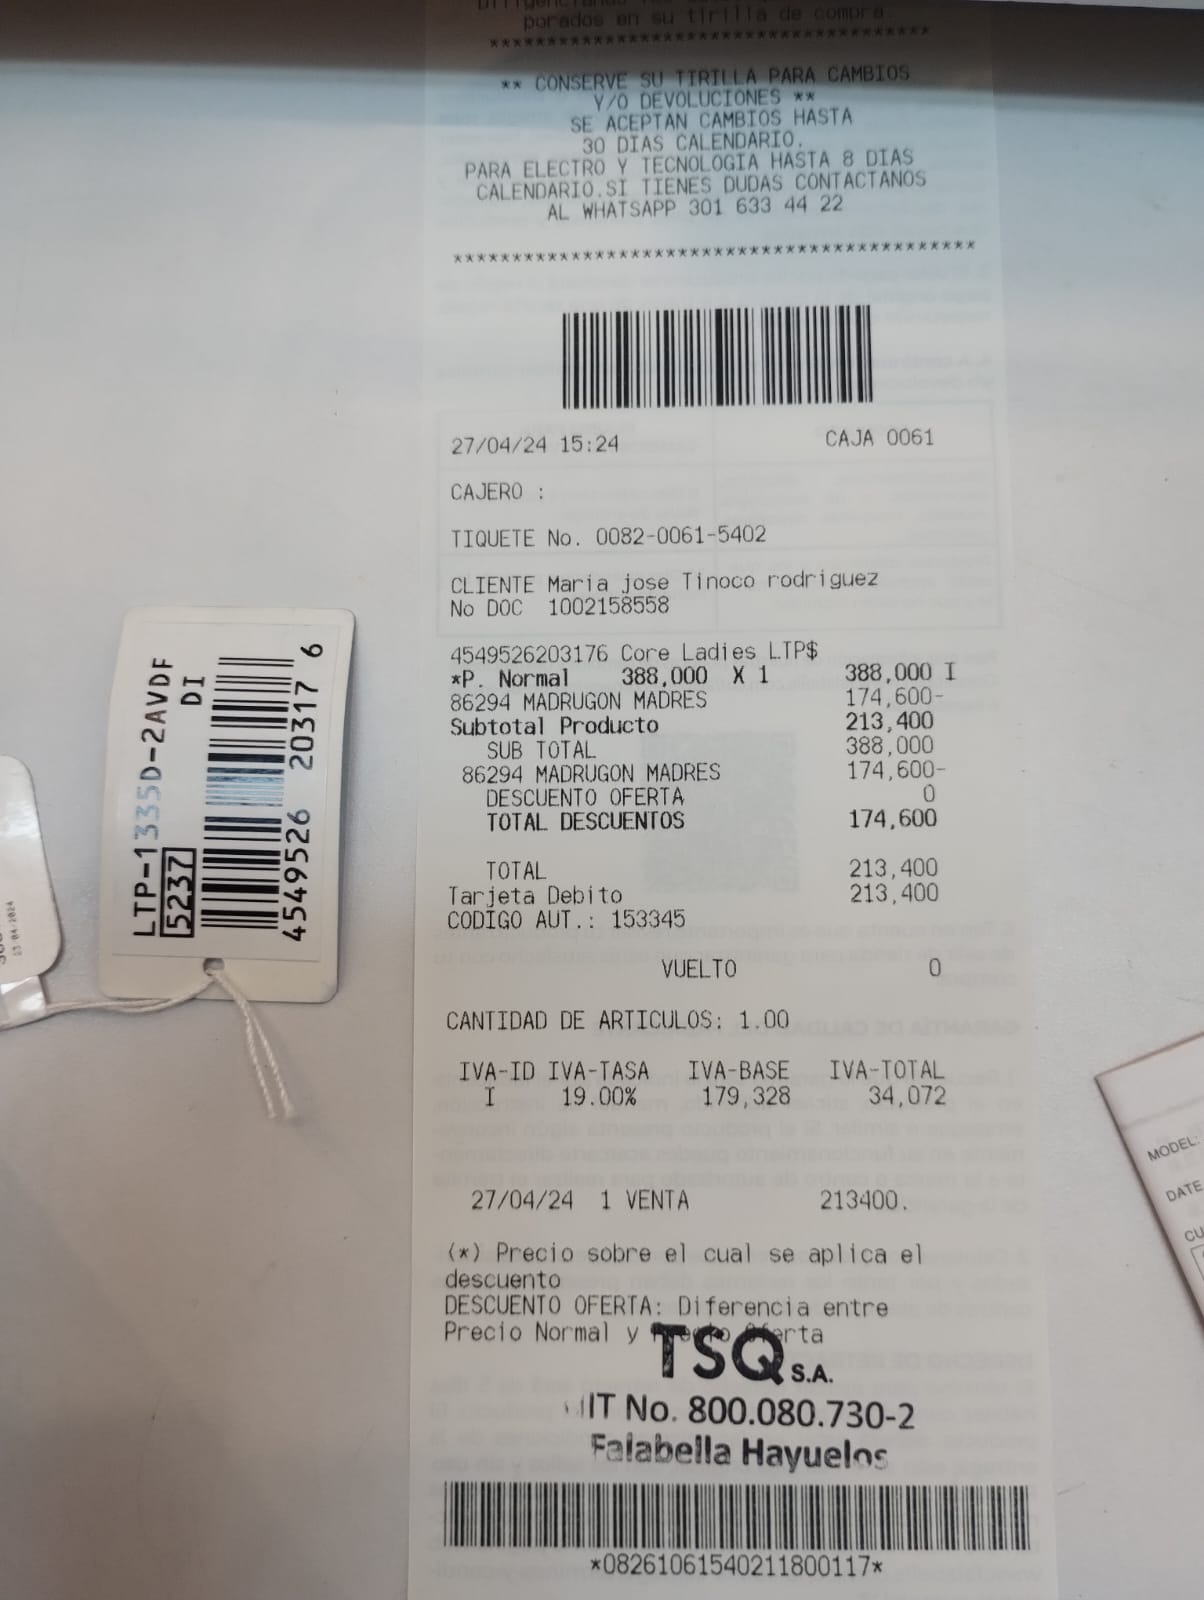 porados en su tirilla de compra.
****************************************
** CONSERVE SU TIRILLA PARA CAMBIOS
Y/O DEVOLUCIONES **
SE ACEPTAN CAMBIOS HASTA
30 DIAS CALENDARIO.
PARA ELECTRO Y TECNOLOGIA HASTA 8 DIAS
CALENDARIO.SI TIENES DUDAS CONTACTANOS
AL WHATSAPP 301 633 44 22
********************************************
27/04/24 15:24 CAJA 0061
CAJERO :
TIQUETE No. 0082-0061-5402
CLIENTE Maria jose Tinoco rodriguez
No DOC 1002158558
4549526203176 Core Ladies LTP$
*P. Normal 388,000 X 1 388,000 I
86294 MADRUGON MADRES 174,600-
Subtotal Producto 213,400
SUB TOTAL 388,000
86294 MADRUGON MADRES 174,600-
DESCUENTO OFERTA 0
TOTAL DESCUENTOS 174,600
TOTAL 213,400
Tarjeta Debito 213,400
CODIGO AUT.: 153345
VUELTO 0
CANTIDAD DE ARTICULOS: 1.00
IVA-ID IVA-TASA IVA-BASE IVA-TOTAL
I 19.00% 179,328 34,072
27/04/24 1 VENTA 213400.
(*) Precio sobre el cual se aplica el
descuento
DESCUENTO OFERTA: Diferencia entre
Precio Normal y
TSQ S.A.
NIT No. 800.080.730-2
Falabella Hayuelos
*08261061540211800117*
LTP-1335D-2AVDF
DI
5237
4549526 20317 6
23 04/2024
MODEL:
DATE